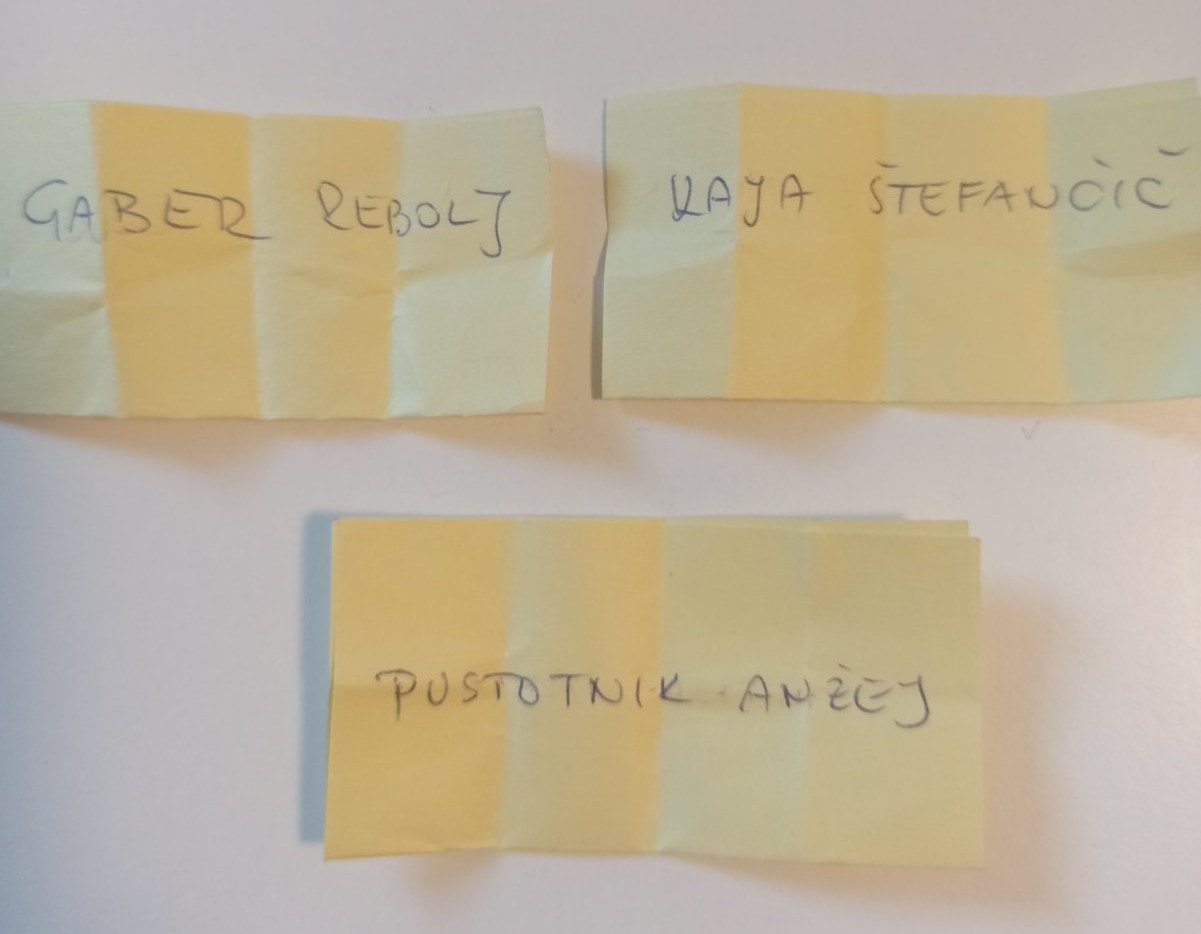 GABER REBOLJ
KAJA ŠTEFANČIČ
PUSTOTNIK ANŽEJ